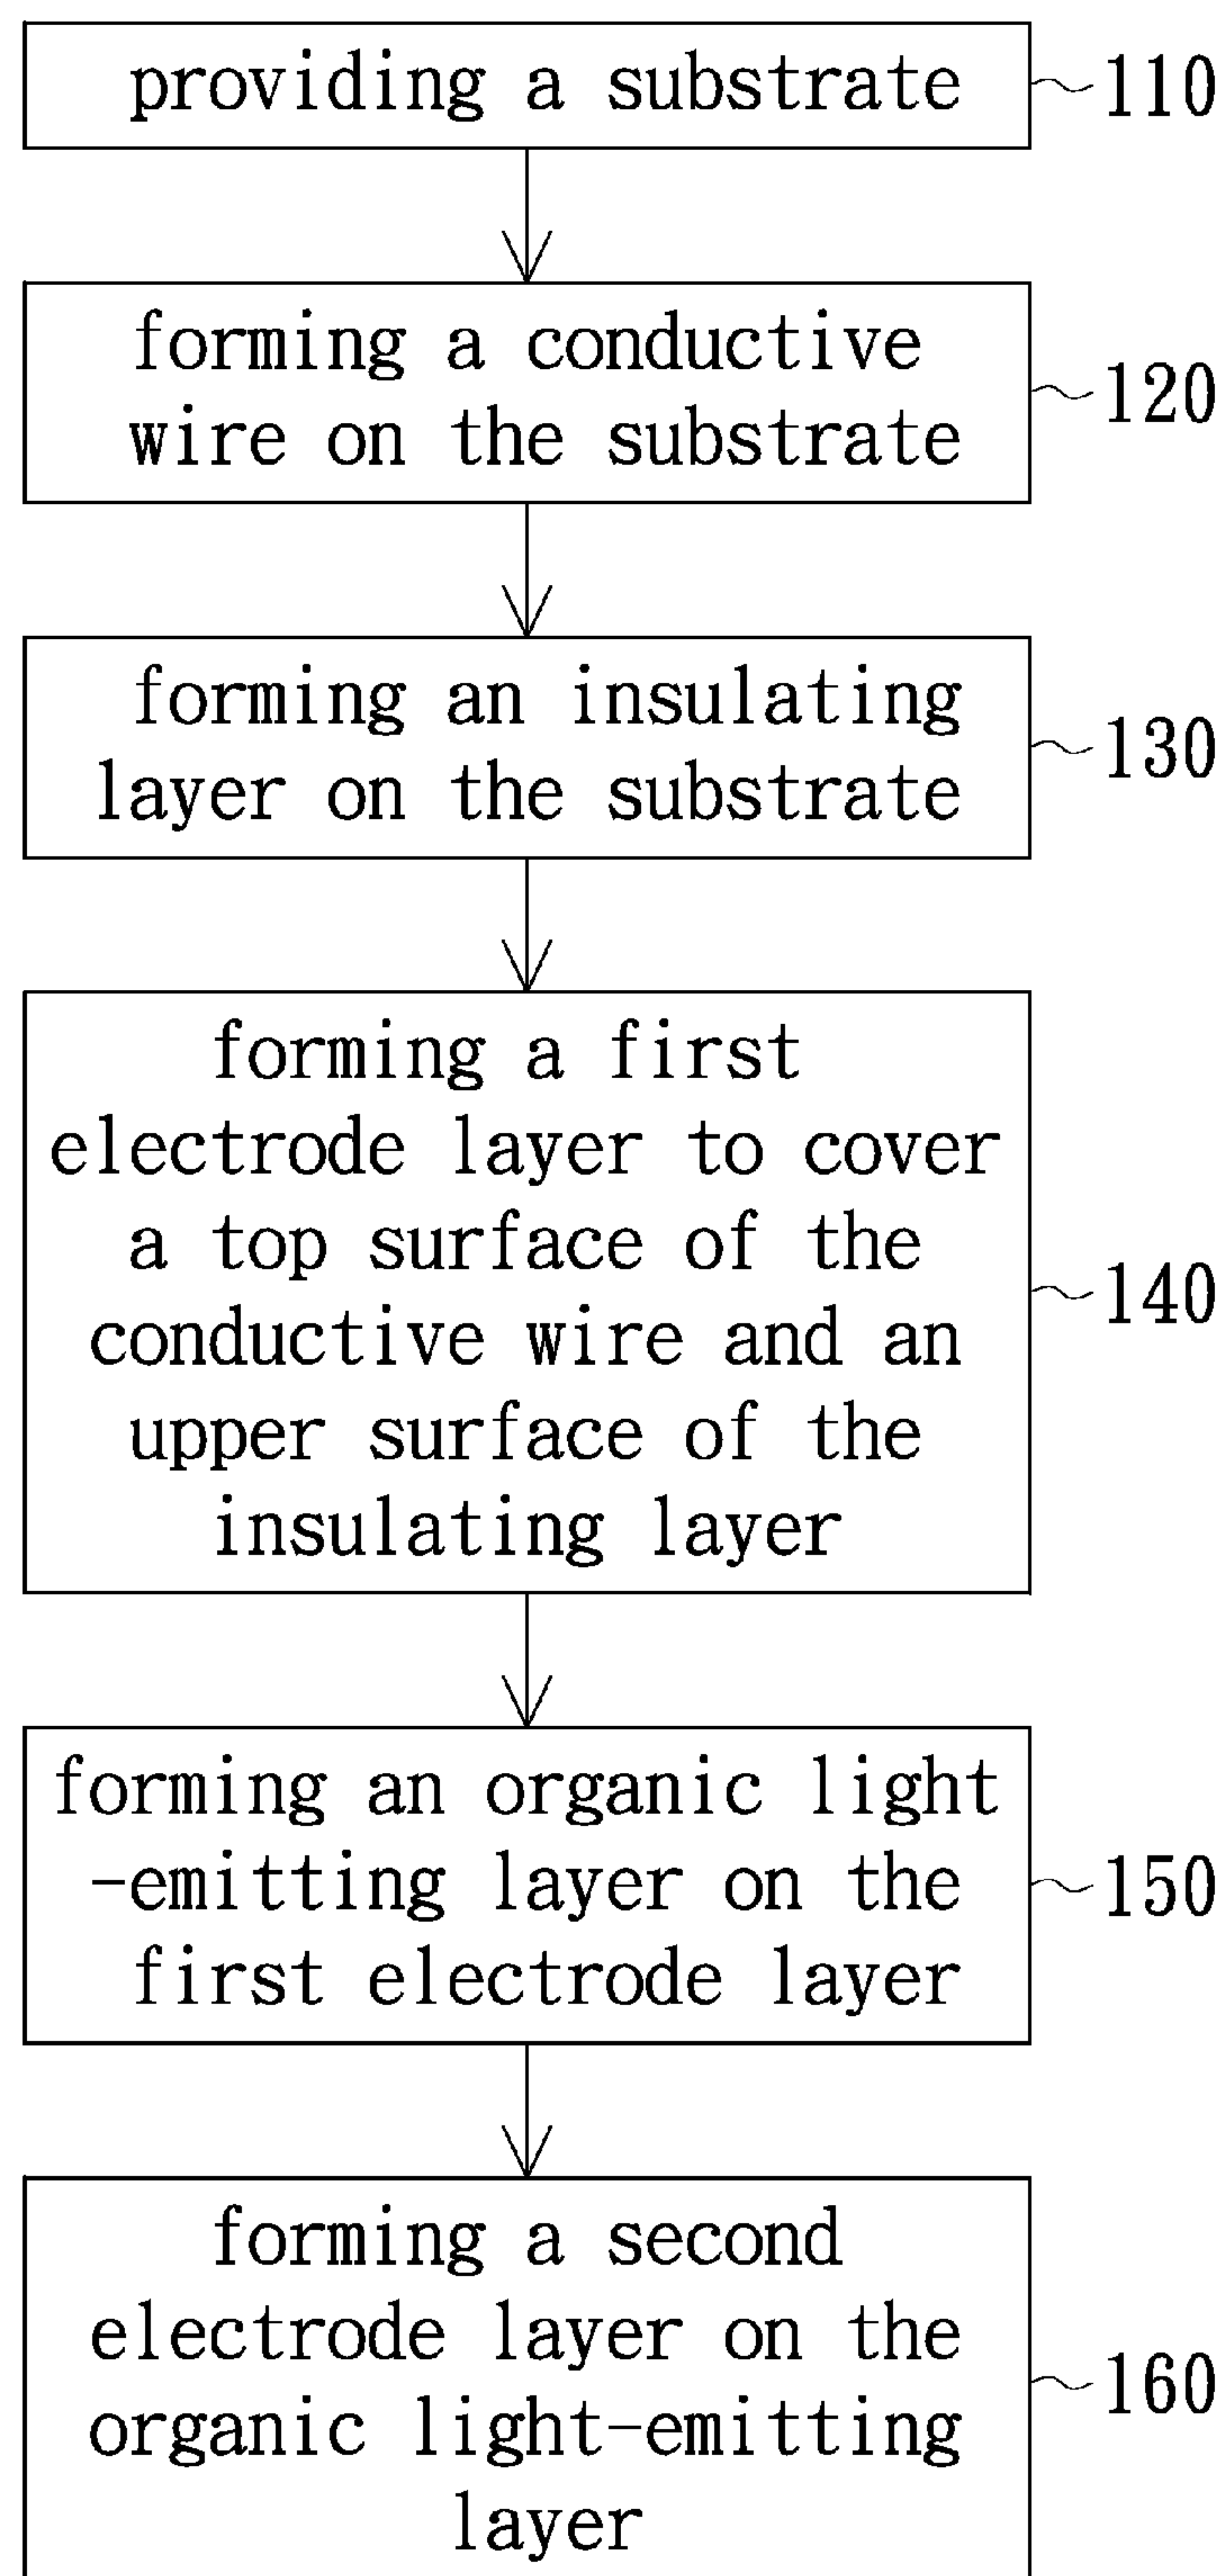 providing a substrate
110
forming a conductive
wire on the substrate
120
forming an insulating
layer on the substrate
130
forming a first
electrode layer to cover
a top surface of the
conductive wire and an
upper surface of the
insulating layer
140
forming an organic light
-emitting layer on the
first electrode layer
150
forming a second
electrode layer on the
organic light-emitting
layer
160